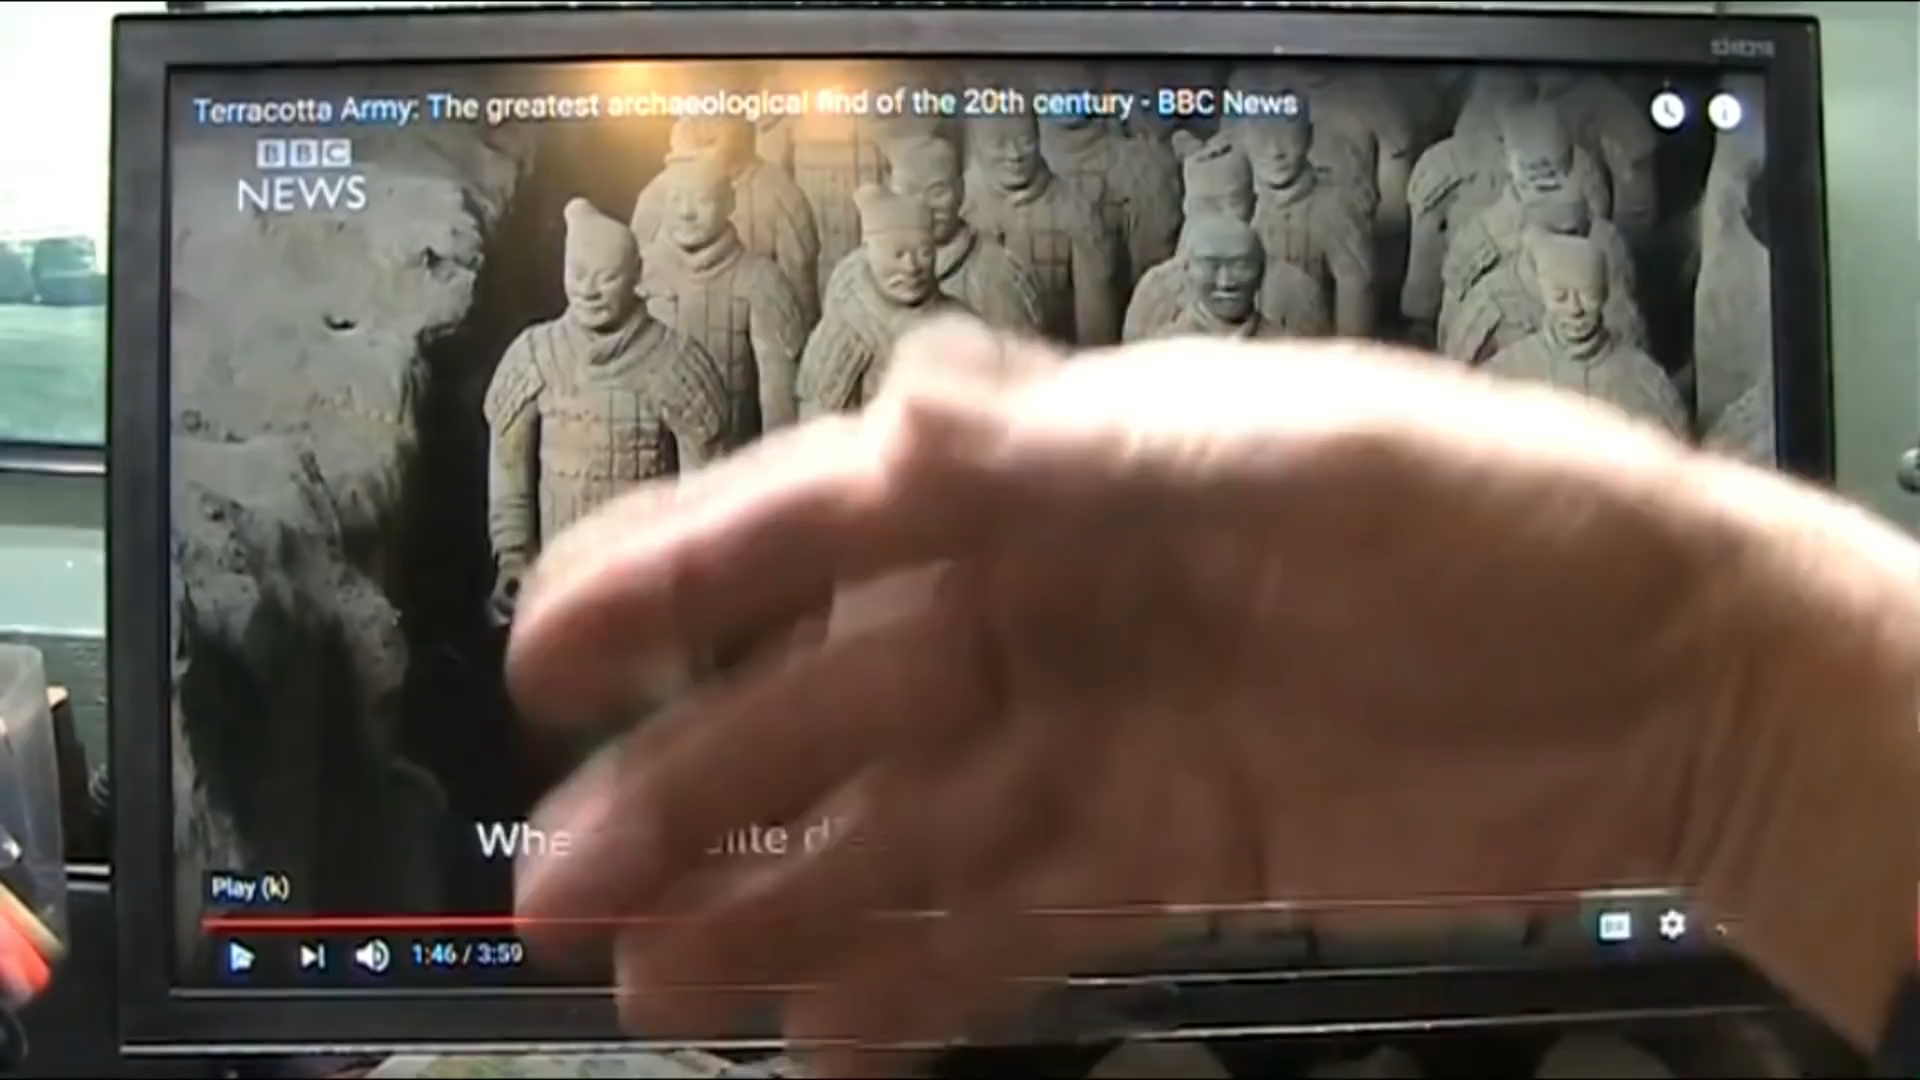 Terracotta Army: The greatest archaeological find of the 20th century - BBC News
BBC
NEWS
Play (k)
1:46 / 3:59